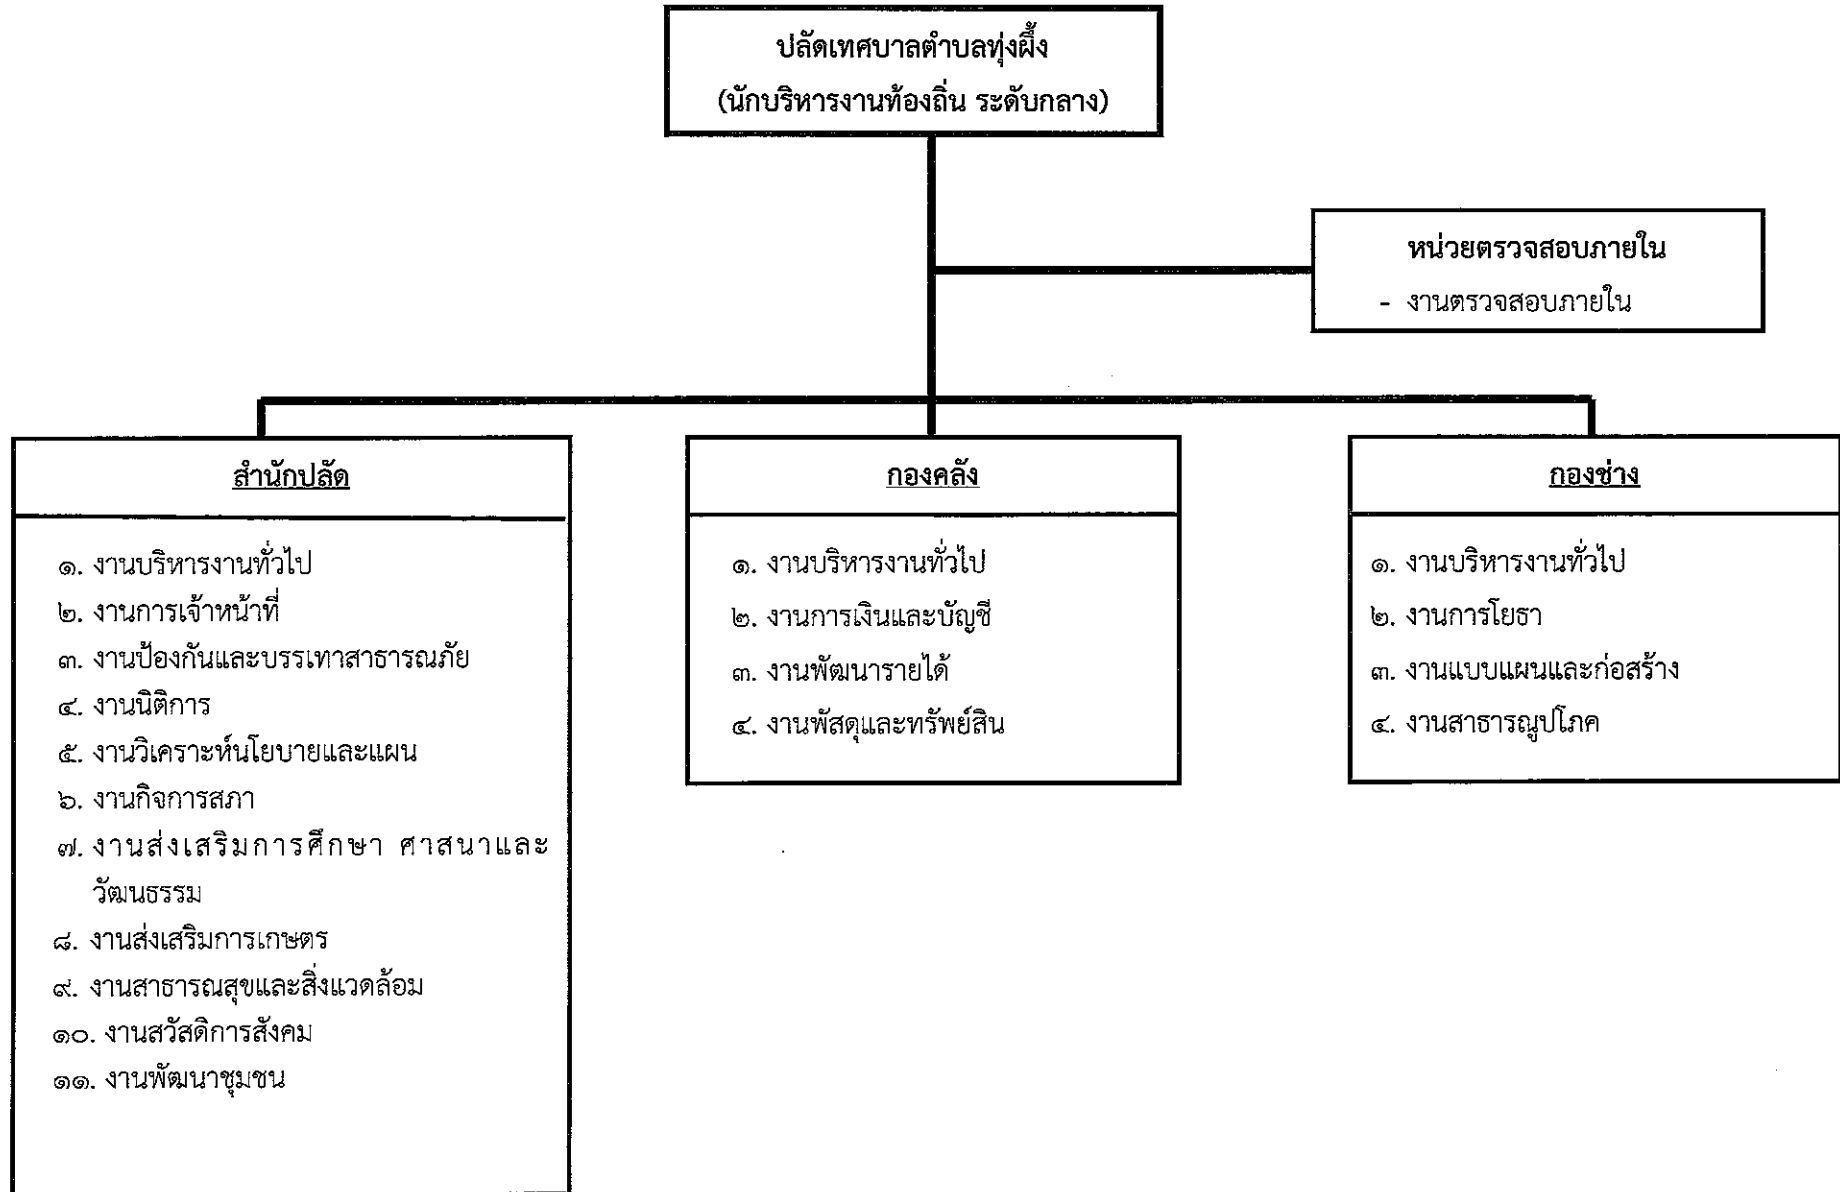 ปลัดเทศบาลตำบลทุ่งผึ้ง
(นักบริหารงานท้องถิ่น ระดับกลาง)
หน่วยตรวจสอบภายใน
- งานตรวจสอบภายใน
สำนักปลัด
๑. งานบริหารงานทั่วไป
๒. งานการเจ้าหน้าที่
๓. งานป้องกันและบรรเทาสาธารณภัย
๔. งานนิติการ
๕. งานวิเคราะห์นโยบายและแผน
๖. งานกิจการสภา
๗. งานส่งเสริมการศึกษา ศาสนาและ
วัฒนธรรม
๘. งานส่งเสริมการเกษตร
๙. งานสาธารณสุขและสิ่งแวดล้อม
๑๐. งานสวัสดิการสังคม
๑๑. งานพัฒนาชุมชน
กองคลัง
๑. งานบริหารงานทั่วไป
๒. งานการเงินและบัญชี
๓. งานพัฒนารายได้
๔. งานพัสดุและทรัพย์สิน
กองช่าง
๑. งานบริหารงานทั่วไป
๒. งานการโยธา
๓. งานแบบแผนและก่อสร้าง
๔. งานสาธารณูปโภค